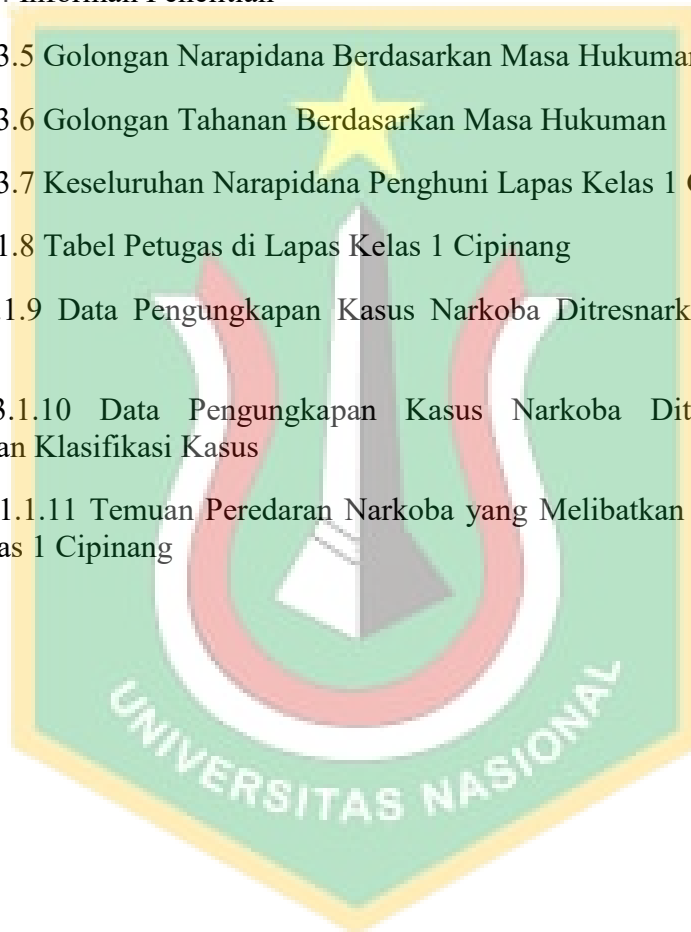 3.5 Golongan Narapidana Berdasarkan Masa Hukuman
3.6 Golongan Tahanan Berdasarkan Masa Hukuman
3.7 Keseluruhan Narapidana Penghuni Lapas Kelas 1
1.8 Tabel Petugas di Lapas Kelas 1 Cipinang
.1.9 Data Pengungkapan Kasus Narkoba Ditresnark
3.1.10 Data Pengungkapan Kasus Narkoba Dit
an Klasifikasi Kasus
1.1.11 Temuan Peredaran Narkoba yang Melibatkan
as 1 Cipinang
UNIVERSITAS NASIONAL